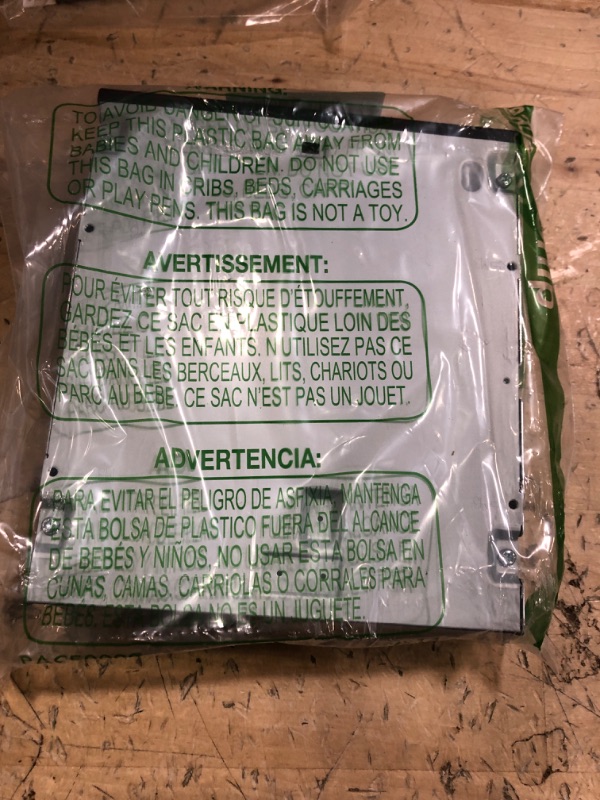 WARNING:
TO AVOID DANGER OF SUFFOCATION
KEEP THIS PLASTIC BAG AWAY FROM
BABIES AND CHILDREN. DO NOT USE
THIS BAG IN CRIBS, BEDS, CARRIAGES
OR PLAY PENS. THIS BAG IS NOT A TOY.
AVERTISSEMENT:
POUR ÉVITER TOUT RISQUE D'ÉTOUFFEMENT,
GARDEZ CE SAC EN PLASTIQUE LOIN DES
BÉBÉS ET LES ENFANTS. N'UTILISEZ PAS CE
SAC DANS LES BERCEAUX, LITS, CHARIOTS OU
PARC AU BÉBÉ. CE SAC N'EST PAS UN JOUET.
ADVERTENCIA:
PARA EVITAR EL PELIGRO DE ASFIXIA, MANTENGA
ESTA BOLSA DE PLASTICO FUERA DEL ALCANCE
DE BEBÉS Y NIÑOS. NO USAR ESTA BOLSA EN
CUNAS, CAMAS, CARRIOLAS O CORRALES PARA
BEBÉS. ESTA BOLSA NO ES UN JUGUETE.